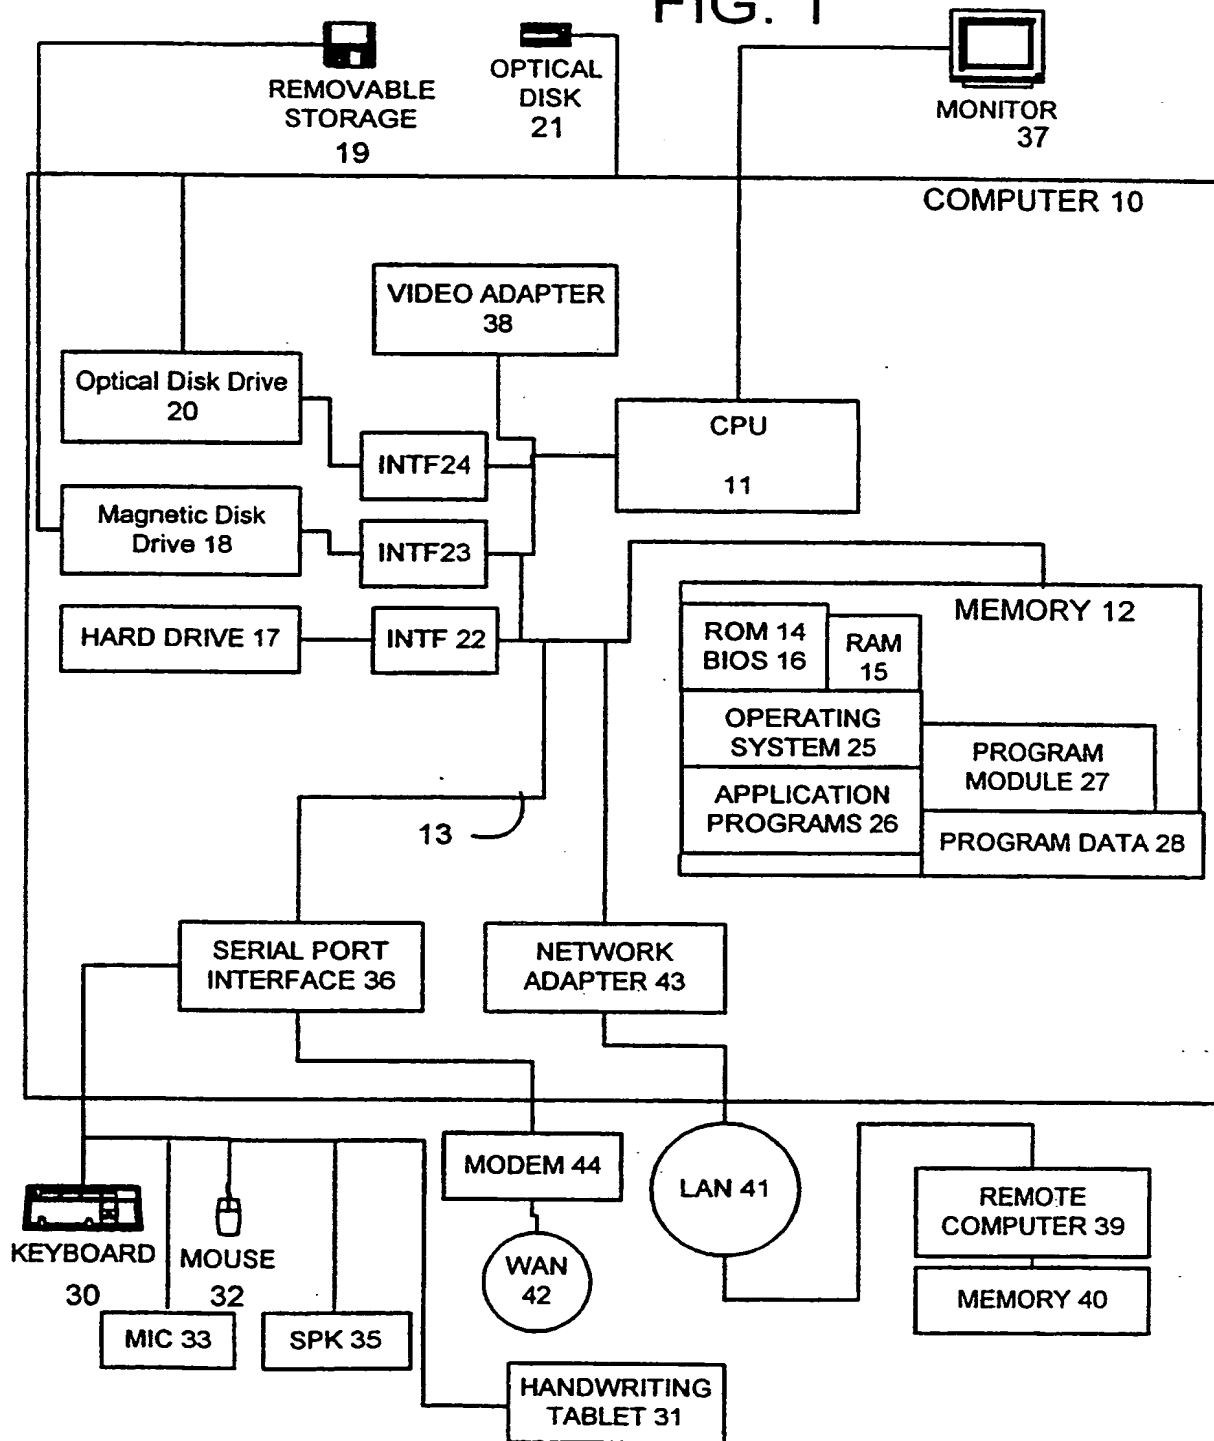 FIG. 1
REMOVABLE
STORAGE
19
OPTICAL
DISK
21
MONITOR
37
COMPUTER 10
VIDEO ADAPTER
38
Optical Disk Drive
20
CPU
11
INTF24
Magnetic Disk
Drive 18
INTF23
HARD DRIVE 17
INTF 22
MEMORY 12
ROM 14
BIOS 16
RAM
15
OPERATING
SYSTEM 25
PROGRAM
MODULE 27
APPLICATION
PROGRAMS 26
PROGRAM DATA 28
13
SERIAL PORT
INTERFACE 36
NETWORK
ADAPTER 43
MODEM 44
LAN 41
REMOTE
COMPUTER 39
MEMORY 40
WAN
42
KEYBOARD
30
MOUSE
32
MIC 33
SPK 35
HANDWRITING
TABLET 31